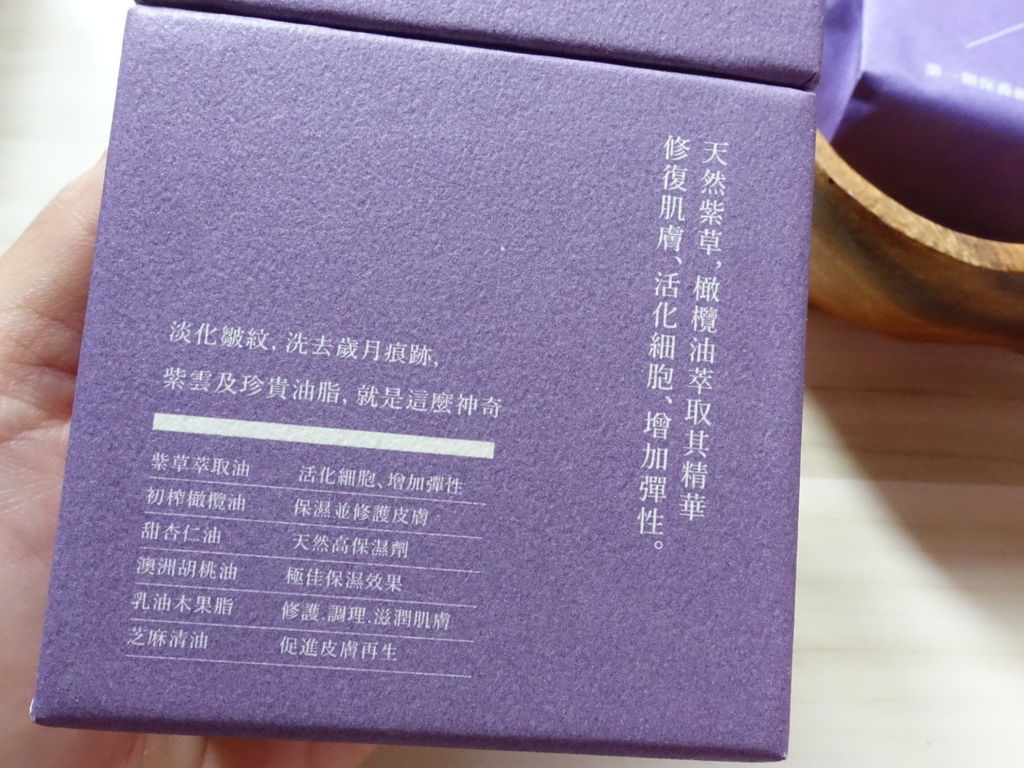 天然紫草,橄欖油萃取其精華
修復肌膚、活化細胞、增加彈性。
淡化皺紋,洗去歲月痕跡,
紫雲及珍貴油脂,就是這麼神奇
紫草萃取油 活化細胞、增加彈性
初榨橄欖油 保濕並修護皮膚
甜杏仁油 天然高保濕劑
澳洲胡桃油 極佳保濕效果
乳油木果脂 修護.調理.滋潤肌膚
芝麻清油 促進皮膚再生